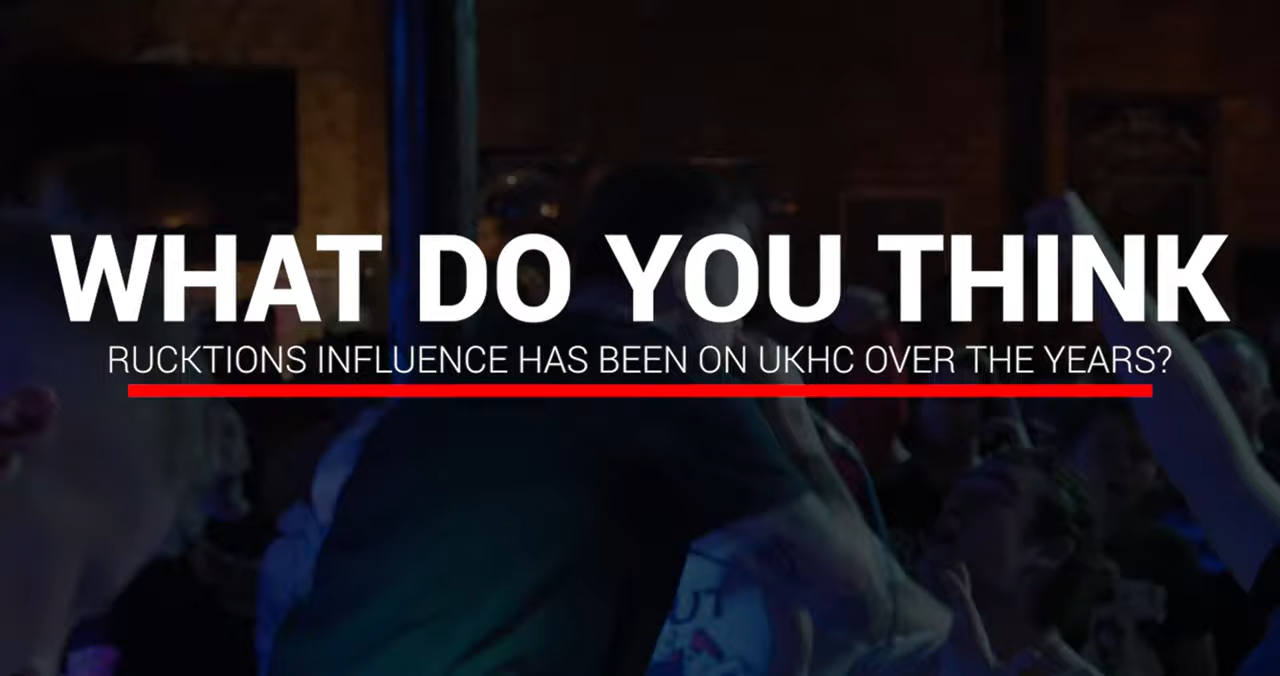 WHAT DO YOU THINK
RUCKTIONS INFLUENCE HAS BEEN ON UKHC OVER THE YEARS?